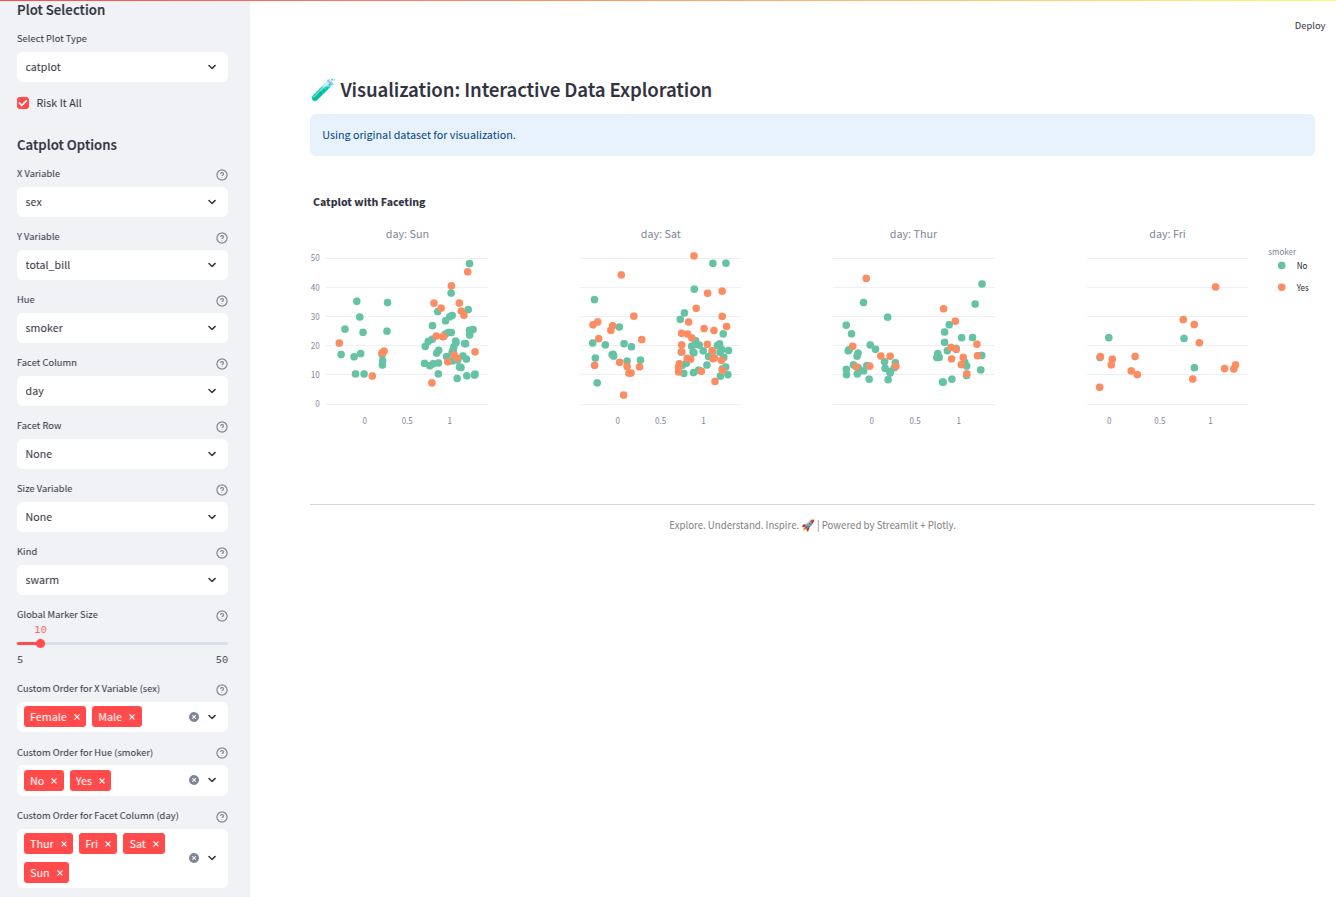 Plot Selection
Select Plot Type
catplot
Risk It All
Catplot Options
X Variable
sex
Y Variable
total_bill
Hue
smoker
Facet Column
day
Facet Row
None
Size Variable
None
Kind
swarm
Global Marker Size
10
5 50
Custom Order for X Variable (sex)
Female × Male ×
Custom Order for Hue (smoker)
No × Yes ×
Custom Order for Facet Column (day)
Thur × Fri × Sat ×
Sun ×
Deploy
Visualization: Interactive Data Exploration
Using original dataset for visualization.
Catplot with Faceting
day: Sun day: Sat day: Thur day: Fri
smoker
No
Yes
50
40
30
20
10
0
0 0.5 1 0 0.5 1 0 0.5 1 0 0.5 1
Explore. Understand. Inspire. 🚀 | Powered by Streamlit + Plotly.